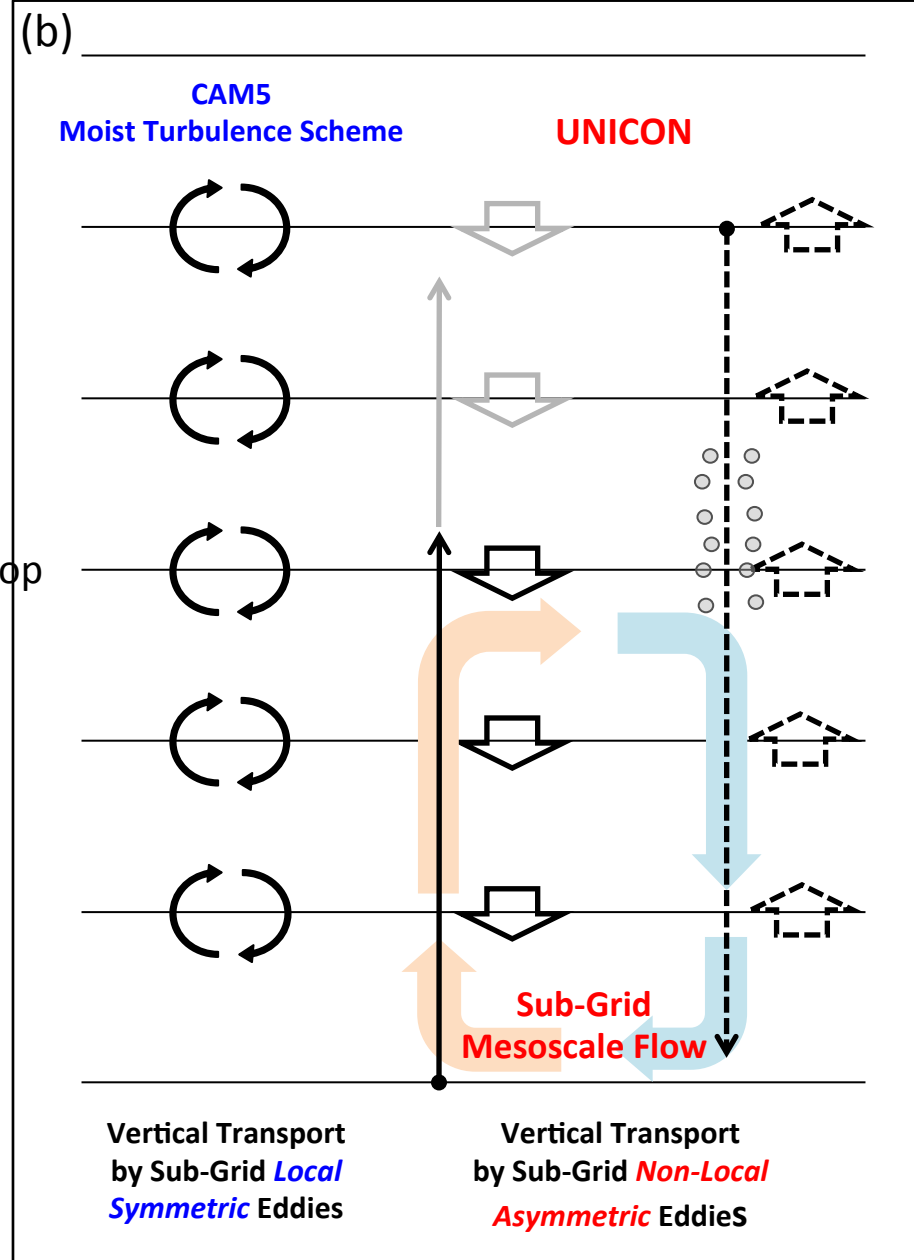 (b)
CAM5
Moist Turbulence Scheme
UNICON
op
Sub-Grid
Mesoscale Flow
Vertical Transport
by Sub-Grid Local
Symmetric Eddies
Vertical Transport
by Sub-Grid Non-Local
Asymmetric EddieS